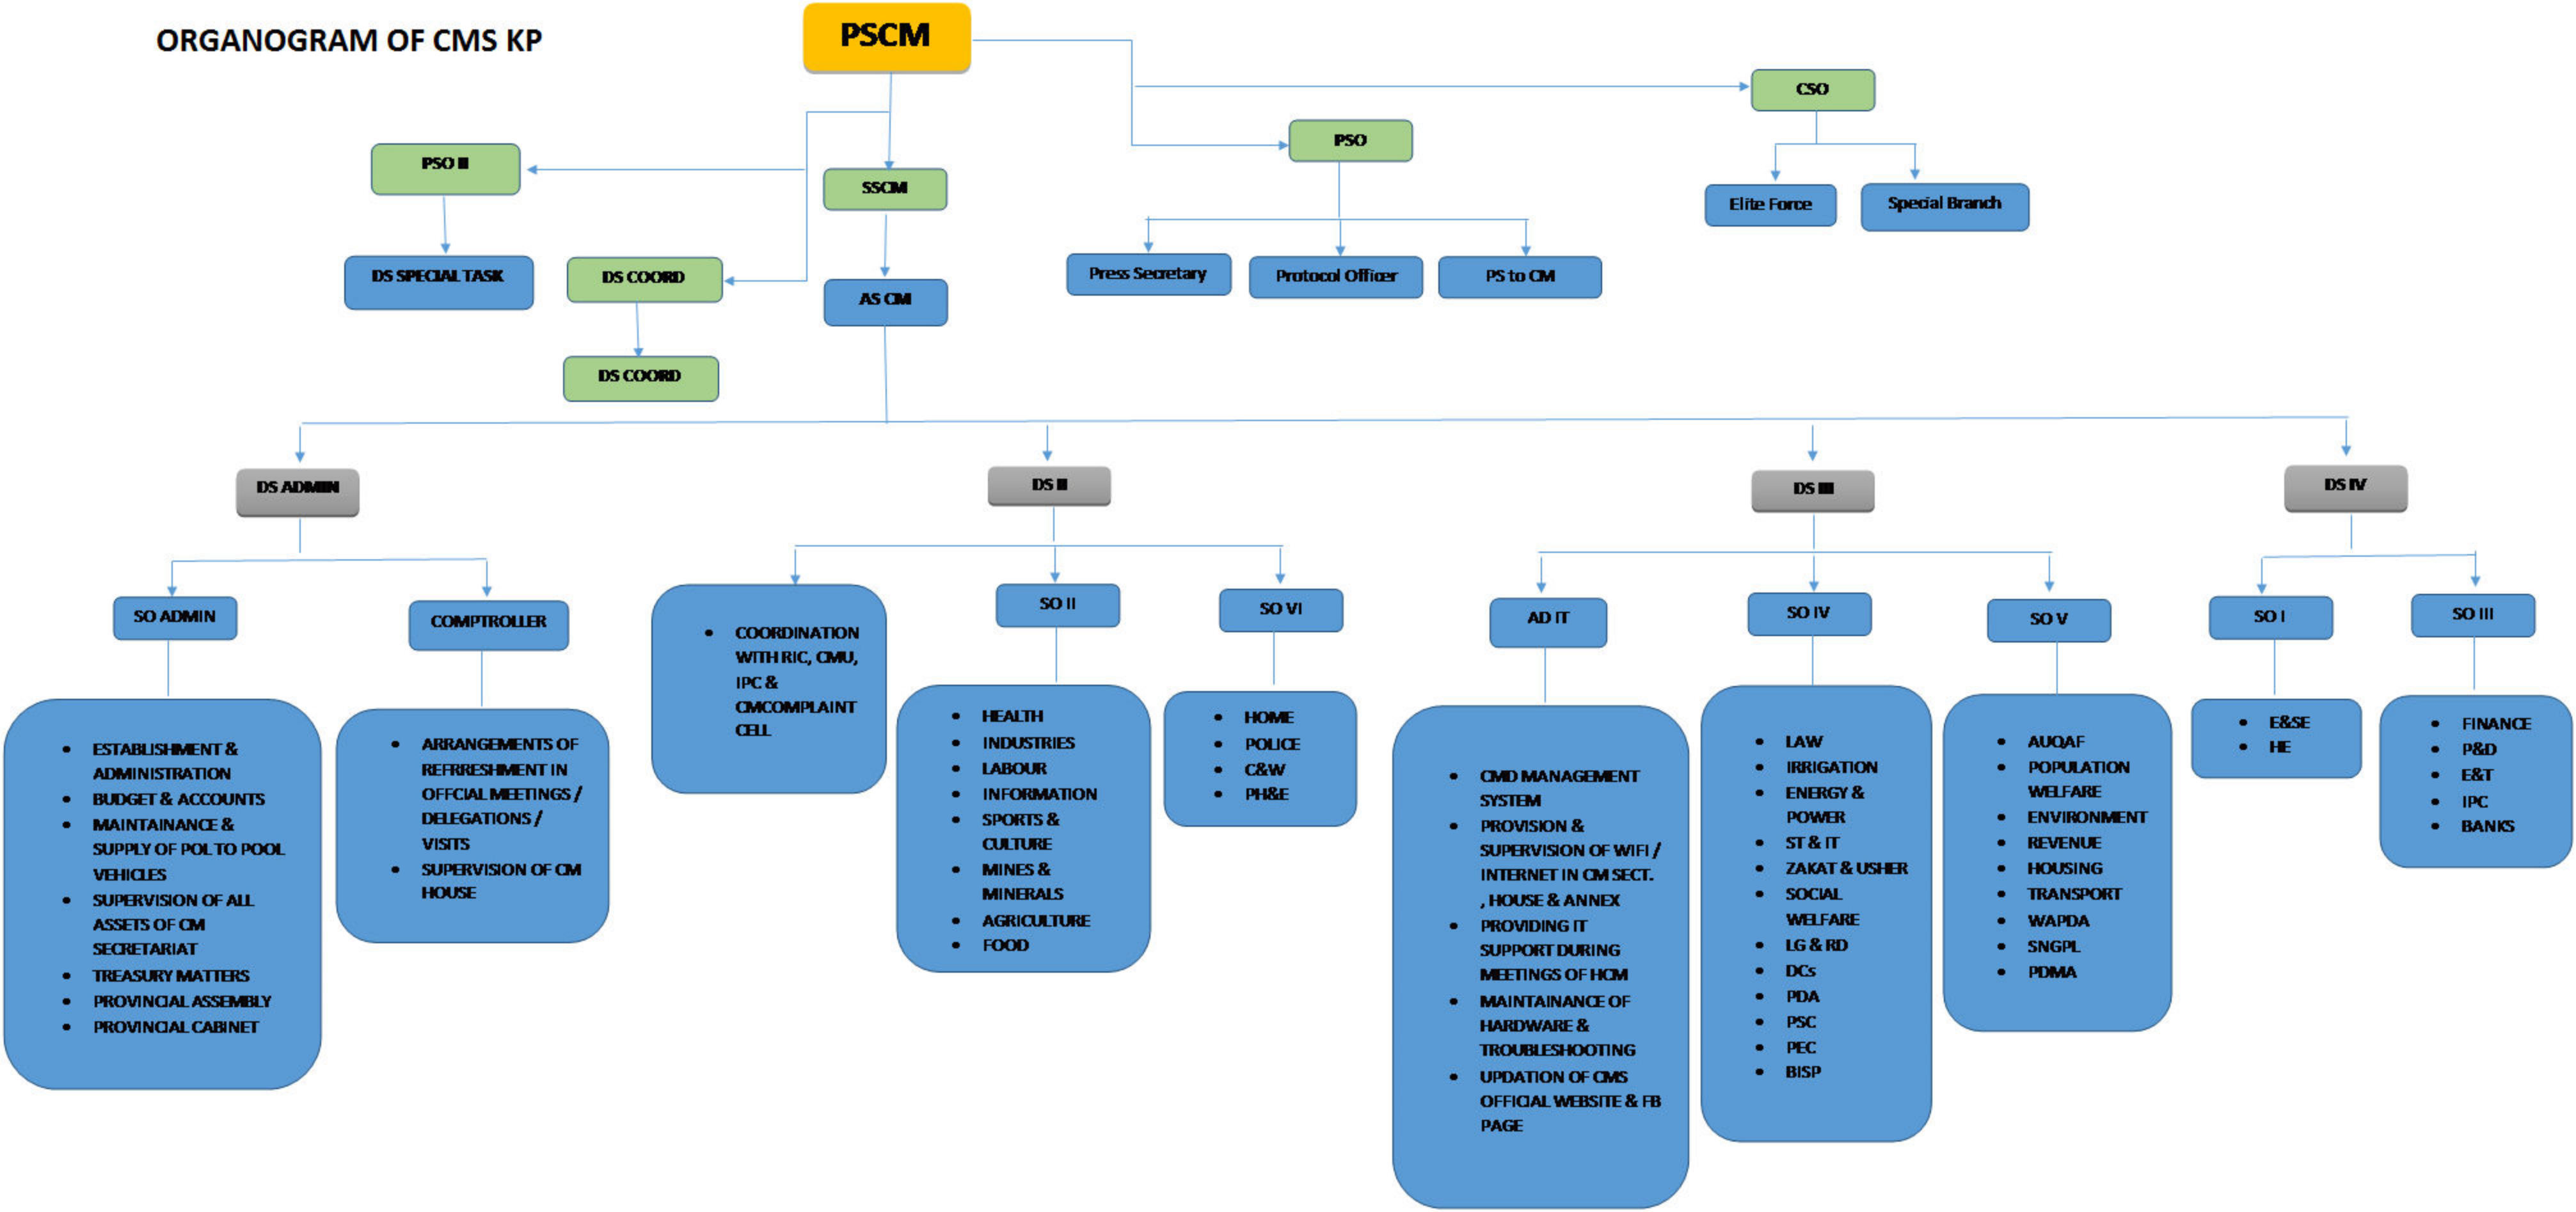 ORGANOGRAM OF CMS KP
PSCM
CSO
PSO
PSO II
SSCM
Elite Force
Special Branch
Press Secretary
Protocol Officer
PS to CM
DS SPECIAL TASK
DS COORD
AS CM
DS COORD
DS ADMIN
DS II
DS III
DS IV
SO ADMIN
COMPTROLLER
• COORDINATION
WITH RIC, CMU,
IPC &
CMCOMPLAINT
CELL
SO II
SO VI
AD IT
SO IV
SO V
SO I
SO III
• ESTABLISHMENT &
ADMINISTRATION
• BUDGET & ACCOUNTS
• MAINTAINANCE &
SUPPLY OF POL TO POOL
VEHICLES
• SUPERVISION OF ALL
ASSETS OF CM
SECRETARIAT
• TREASURY MATTERS
• PROVINCIAL ASSEMBLY
• PROVINCIAL CABINET
• ARRANGEMENTS OF
REFRRESHMENT IN
OFFCIAL MEETINGS /
DELEGATIONS /
VISITS
• SUPERVISION OF CM
HOUSE
• HEALTH
• INDUSTRIES
• LABOUR
• INFORMATION
• SPORTS &
CULTURE
• MINES &
MINERALS
• AGRICULTURE
• FOOD
• HOME
• POLICE
• C&W
• PH&E
• CMD MANAGEMENT
SYSTEM
• PROVISION &
SUPERVISION OF WIFI /
INTERNET IN CM SECT.
, HOUSE & ANNEX
• PROVIDING IT
SUPPORT DURING
MEETINGS OF HCM
• MAINTAINANCE OF
HARDWARE &
TROUBLESHOOTING
• UPDATION OF CMS
OFFICIAL WEBSITE & FB
PAGE
• LAW
• IRRIGATION
• ENERGY &
POWER
• ST & IT
• ZAKAT & USHER
• SOCIAL
WELFARE
• LG & RD
• DCs
• PDA
• PSC
• PEC
• BISP
• AUQAF
• POPULATION
WELFARE
• ENVIRONMENT
• REVENUE
• HOUSING
• TRANSPORT
• WAPDA
• SNGPL
• PDMA
• E&SE
• HE
• FINANCE
• P&D
• E&T
• IPC
• BANKS